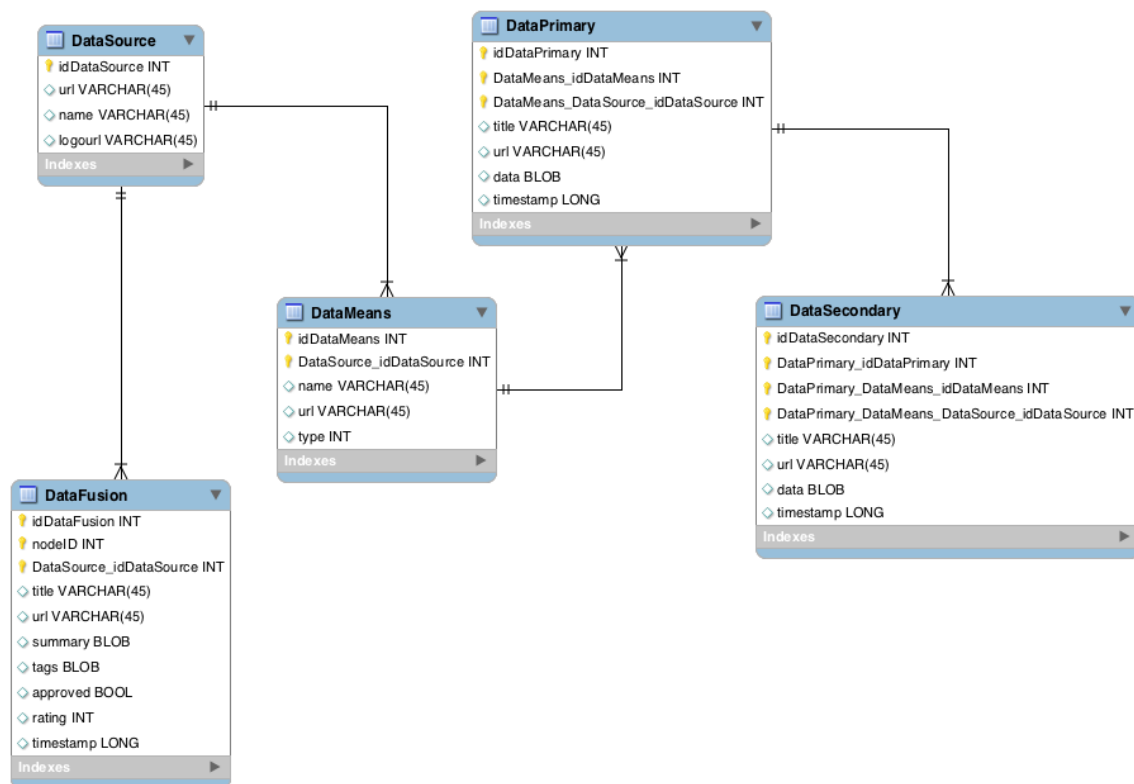 DataSource
idDataSource INT
url VARCHAR(45)
name VARCHAR(45)
logourl VARCHAR(45)
Indexes
DataPrimary
idDataPrimary INT
DataMeans_idDataMeans INT
DataMeans_DataSource_idDataSource INT
title VARCHAR(45)
url VARCHAR(45)
data BLOB
timestamp LONG
Indexes
DataMeans
idDataMeans INT
DataSource_idDataSource INT
name VARCHAR(45)
url VARCHAR(45)
type INT
Indexes
DataSecondary
idDataSecondary INT
DataPrimary_idDataPrimary INT
DataPrimary_DataMeans_idDataMeans INT
DataPrimary_DataMeans_DataSource_idDataSource INT
title VARCHAR(45)
url VARCHAR(45)
data BLOB
timestamp LONG
Indexes
DataFusion
idDataFusion INT
nodeID INT
DataSource_idDataSource INT
title VARCHAR(45)
url VARCHAR(45)
summary BLOB
tags BLOB
approved BOOL
rating INT
timestamp LONG
Indexes